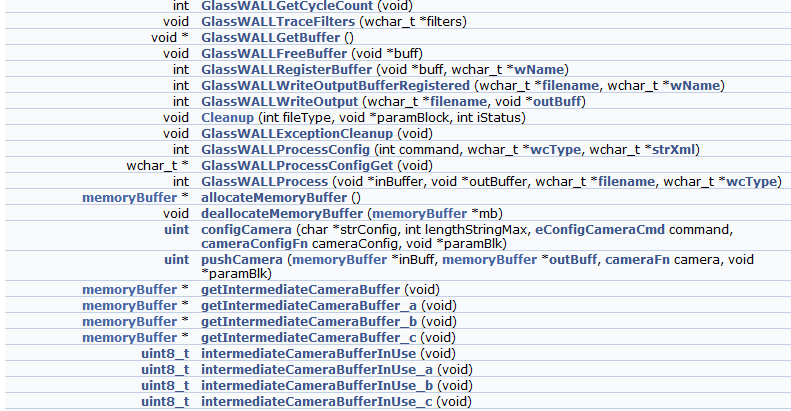 int GlassWALLGetCycleCount (void)
void GlassWALLTraceFilters (wchar_t *filters)
void * GlassWALLGetBuffer ()
void GlassWALLFreeBuffer (void *buff)
int GlassWALLRegisterBuffer (void *buff, wchar_t *wName)
int GlassWALLWriteOutputBufferRegistered (wchar_t *filename, wchar_t *wName)
int GlassWALLWriteOutput (wchar_t *filename, void *outBuff)
void Cleanup (int fileType, void *paramBlock, int iStatus)
void GlassWALLExceptionCleanup (void)
int GlassWALLProcessConfig (int command, wchar_t *wcType, wchar_t *strXml)
wchar_t * GlassWALLProcessConfigGet (void)
int GlassWALLProcess (void *inBuffer, void *outBuffer, wchar_t *filename, wchar_t *wcType)
memoryBuffer * allocateMemoryBuffer ()
void deallocateMemoryBuffer (memoryBuffer *mb)
uint configCamera (char *strConfig, int lengthStringMax, eConfigCameraCmd command,
cameraConfigFn cameraConfig, void *paramBlk)
uint pushCamera (memoryBuffer *inBuff, memoryBuffer *outBuff, cameraFn camera, void
*paramBlk)
memoryBuffer * getIntermediateCameraBuffer (void)
memoryBuffer * getIntermediateCameraBuffer_a (void)
memoryBuffer * getIntermediateCameraBuffer_b (void)
memoryBuffer * getIntermediateCameraBuffer_c (void)
uint8_t intermediateCameraBufferInUse (void)
uint8_t intermediateCameraBufferInUse_a (void)
uint8_t intermediateCameraBufferInUse_b (void)
uint8_t intermediateCameraBufferInUse_c (void)